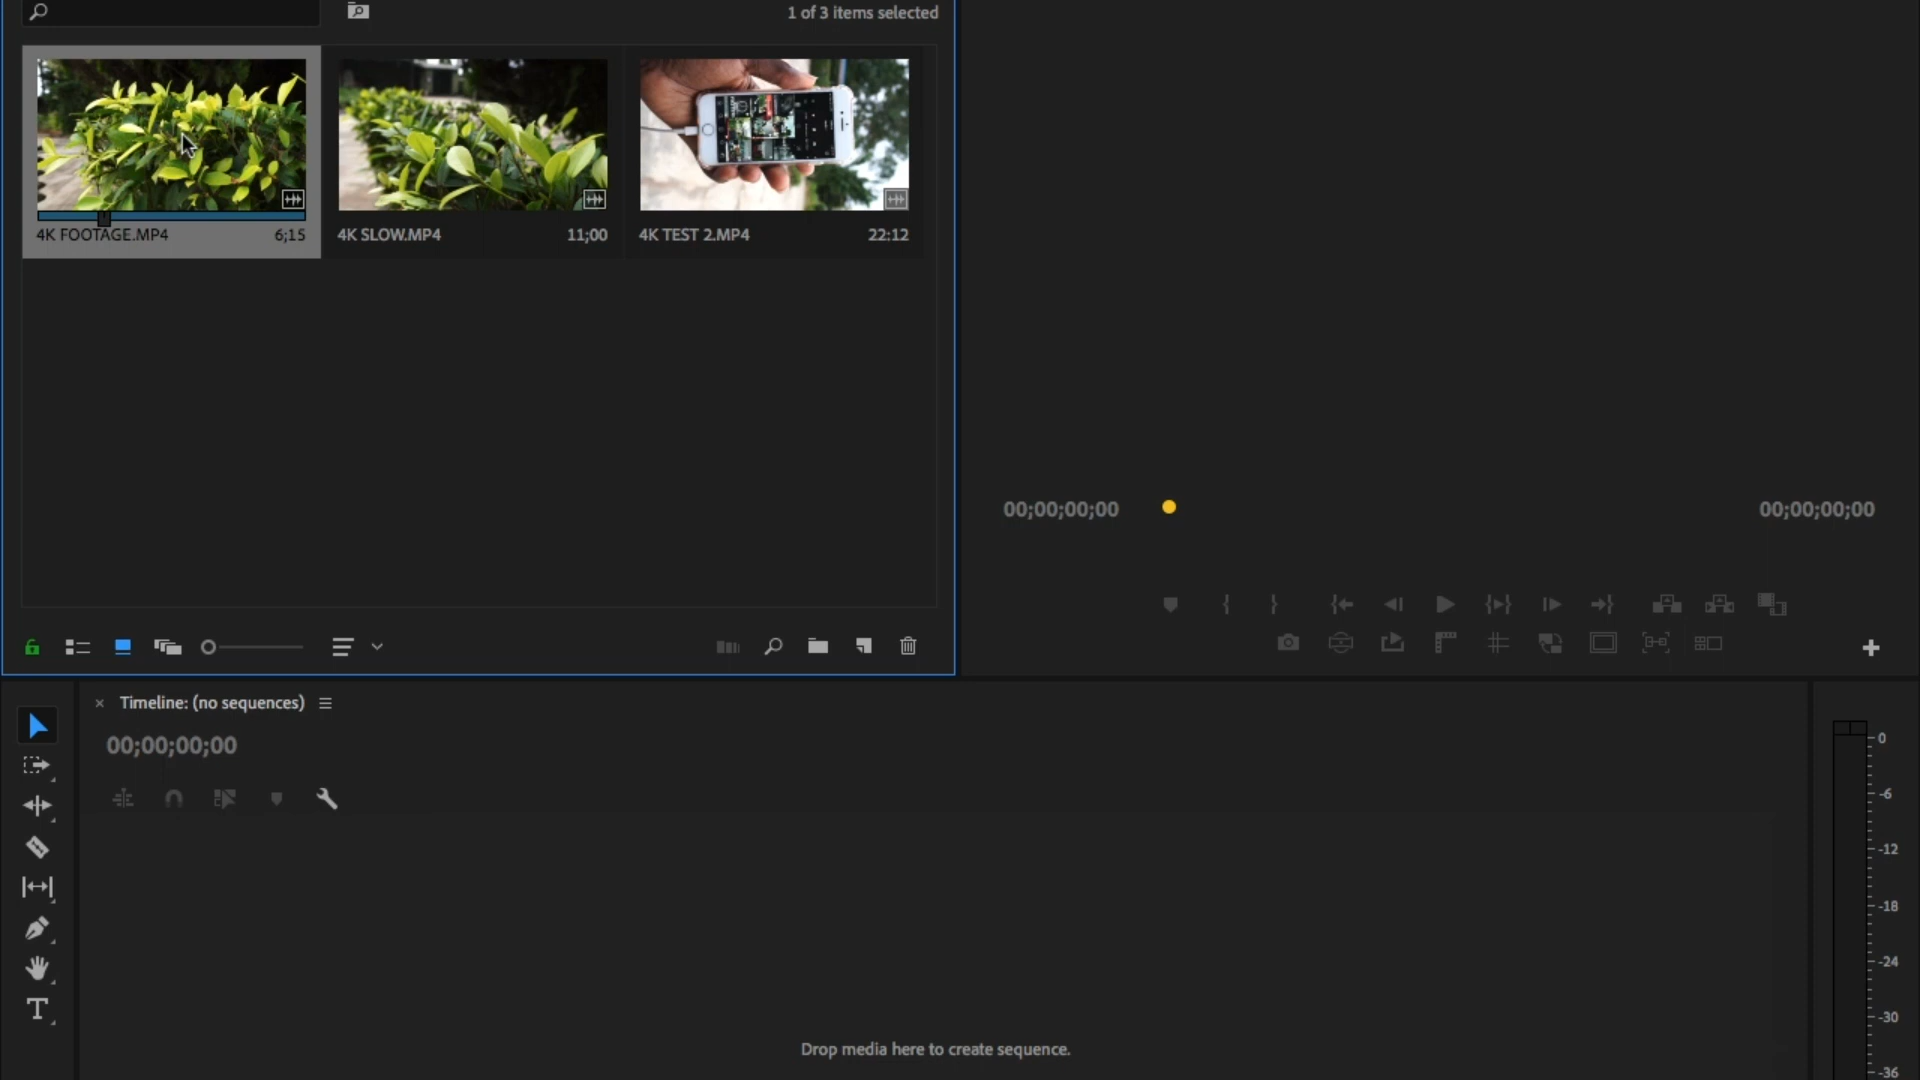 1 of 3 items selected
4K FOOTAGE.MP4 6;15
4K SLOW.MP4 11;00
4K TEST 2.MP4 22:12
00;00;00;00
00;00;00;00
Timeline: (no sequences)
00;00;00;00
0
-6
-12
-18
-24
-30
-36
Drop media here to create sequence.